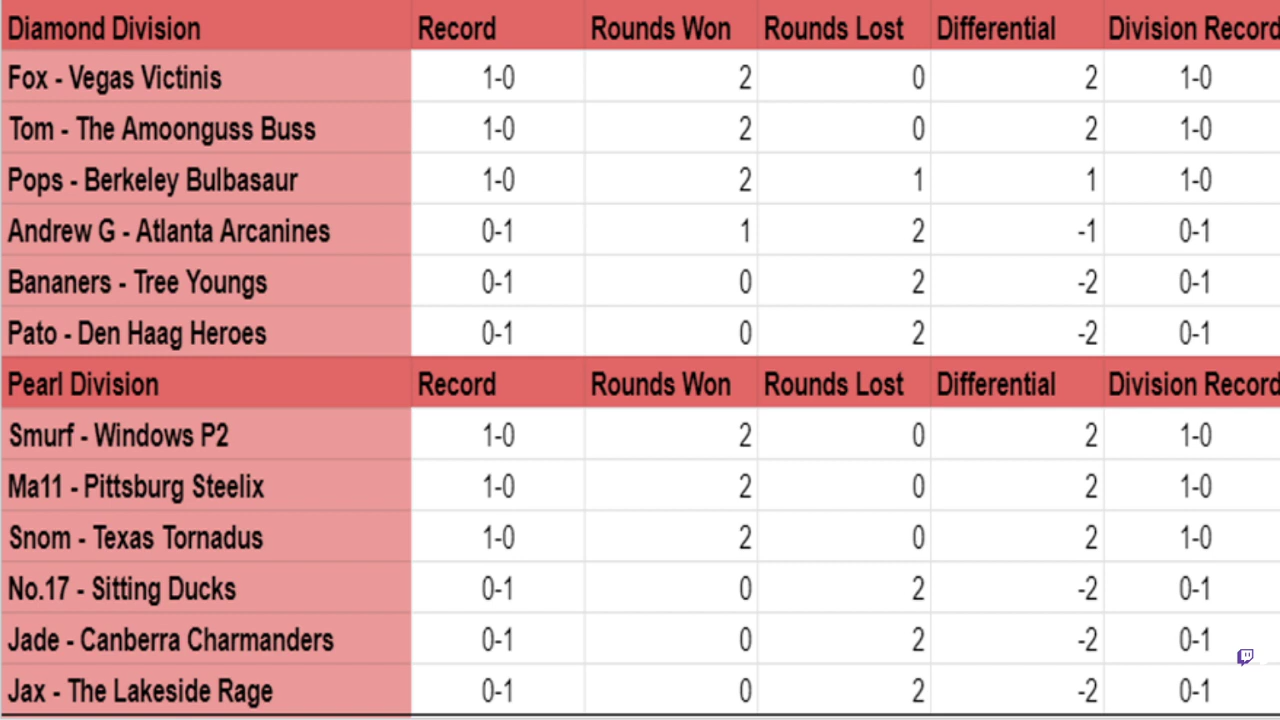 Diamond Division Record Rounds Won Rounds Lost Differential Division Record
Fox - Vegas Victinis 1-0 2 0 2 1-0
Tom - The Amoonguss Buss 1-0 2 0 2 1-0
Pops - Berkeley Bulbasaur 1-0 2 1 1 1-0
Andrew G - Atlanta Arcanines 0-1 1 2 -1 0-1
Bananers - Tree Youngs 0-1 0 2 -2 0-1
Pato - Den Haag Heroes 0-1 0 2 -2 0-1
Pearl Division Record Rounds Won Rounds Lost Differential Division Record
Smurf - Windows P2 1-0 2 0 2 1-0
Ma11 - Pittsburg Steelix 1-0 2 0 2 1-0
Snom - Texas Tornadus 1-0 2 0 2 1-0
No.17 - Sitting Ducks 0-1 0 2 -2 0-1
Jade - Canberra Charmanders 0-1 0 2 -2 0-1
Jax - The Lakeside Rage 0-1 0 2 -2 0-1